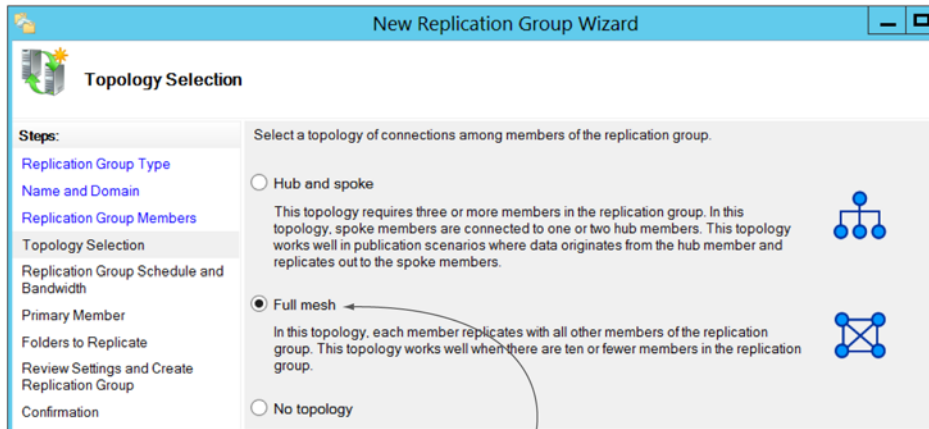 New Replication Group Wizard
Topology Selection
Steps:
Replication Group Type
Name and Domain
Replication Group Members
Topology Selection
Replication Group Schedule and
Bandwidth
Primary Member
Folders to Replicate
Review Settings and Create
Replication Group
Confirmation
Select a topology of connections among members of the replication group.
Hub and spoke
This topology requires three or more members in the replication group. In this
topology, spoke members are connected to one or two hub members. This topology
works well in publication scenarios where data originates from the hub member and
replicates out to the spoke members.
Full mesh
In this topology, each member replicates with all other members of the replication
group. This topology works well when there are ten or fewer members in the replication
group.
No topology